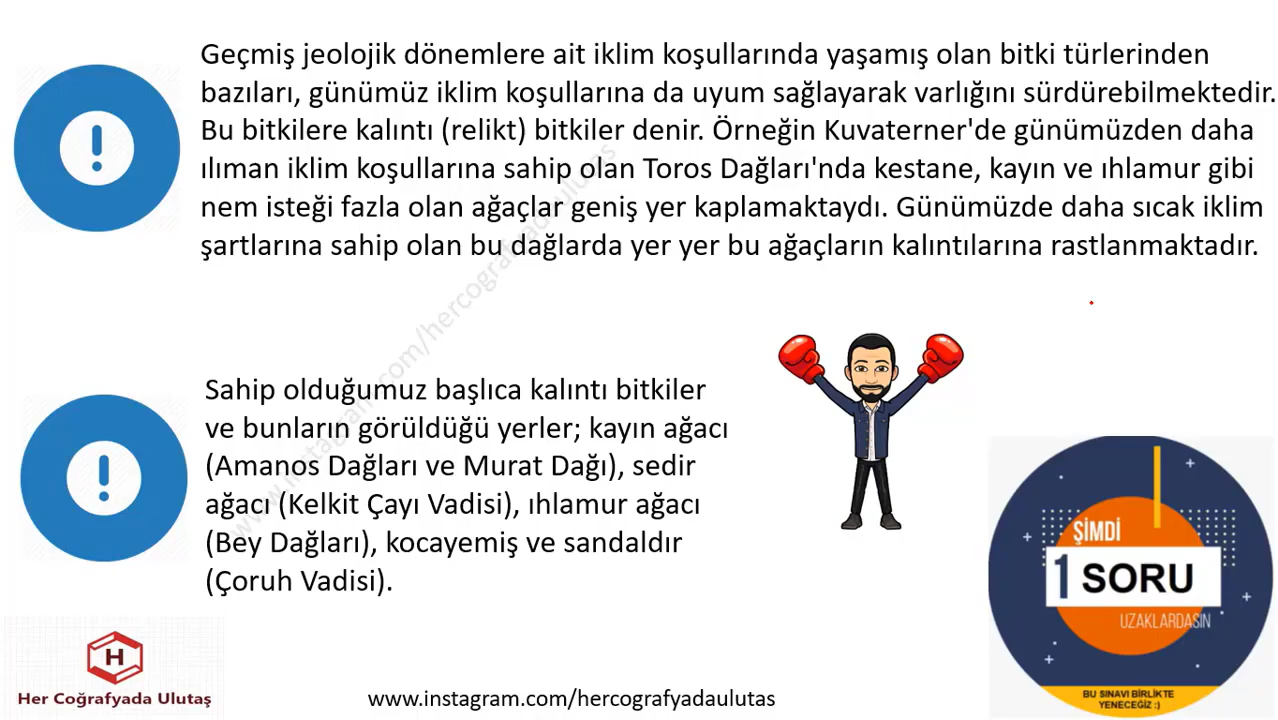 Geçmiş jeolojik dönemlere ait iklim koşullarında yaşamış olan bitki türlerinden
bazıları, günümüz iklim koşullarına da uyum sağlayarak varlığını sürdürebilmektedir.
Bu bitkilere kalıntı (relikt) bitkiler denir. Örneğin Kuvaterner'de günümüzden daha
ılıman iklim koşullarına sahip olan Toros Dağları'nda kestane, kayın ve ıhlamur gibi
nem isteği fazla olan ağaçlar geniş yer kaplamaktaydı. Günümüzde daha sıcak iklim
şartlarına sahip olan bu dağlarda yer yer bu ağaçların kalıntılarına rastlanmaktadır.
www.instagram.com/hercografyadaulutas
Sahip olduğumuz başlıca kalıntı bitkiler
ve bunların görüldüğü yerler; kayın ağacı
(Amanos Dağları ve Murat Dağı), sedir
ağacı (Kelkit Çayı Vadisi), ıhlamur ağacı
(Bey Dağları), kocayemiş ve sandaldır
(Çoruh Vadisi).
ŞİMDİ
1 SORU
UZAKLARDASIN
BU SINAVI BİRLİKTE
YENECEĞİZ :)
H
Her Coğrafyada Ulutaş
www.instagram.com/hercografyadaulutas